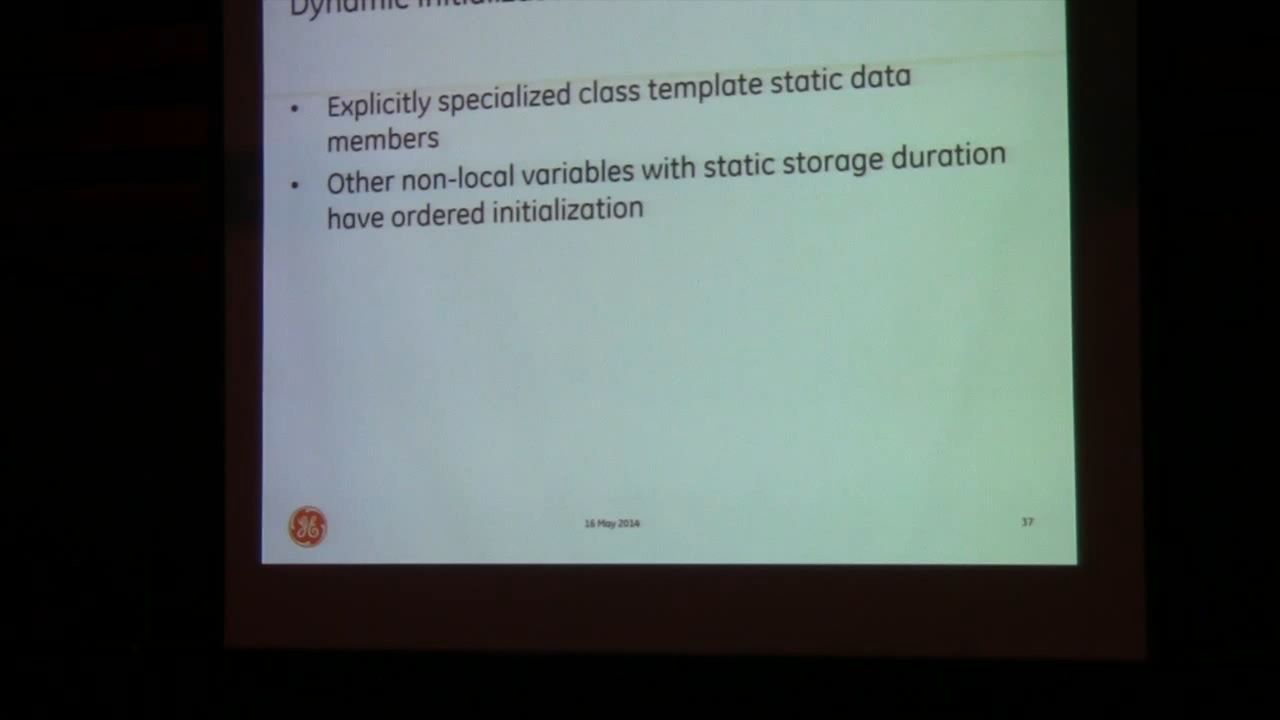 Dynamic
• Explicitly specialized class template static data
members
• Other non-local variables with static storage duration
have ordered initialization
16 May 2014
37